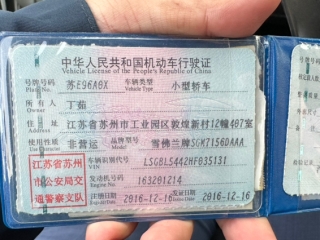 中华人民共和国机动车行驶证
Vehicle License of the People's Republic of China
号牌号码 苏E96A0X 车辆类型 小型轿车
Plate No. Vehicle Type
所有人 丁茹
Owner
住址 江苏省苏州市工业园区敦煌新村12幢407室
Address
使用性质 非营运 品牌型号 雪佛兰牌SGM7156DAAA
Use Character Model
江苏省苏州 车辆识别代号 LSGBL5442HF035131
VIN
市公安局交 发动机号码 163201214
Engine No.
通警察支队 注册日期 2016-12-16 发证日期 2016-12-16
Register Date Issue Date